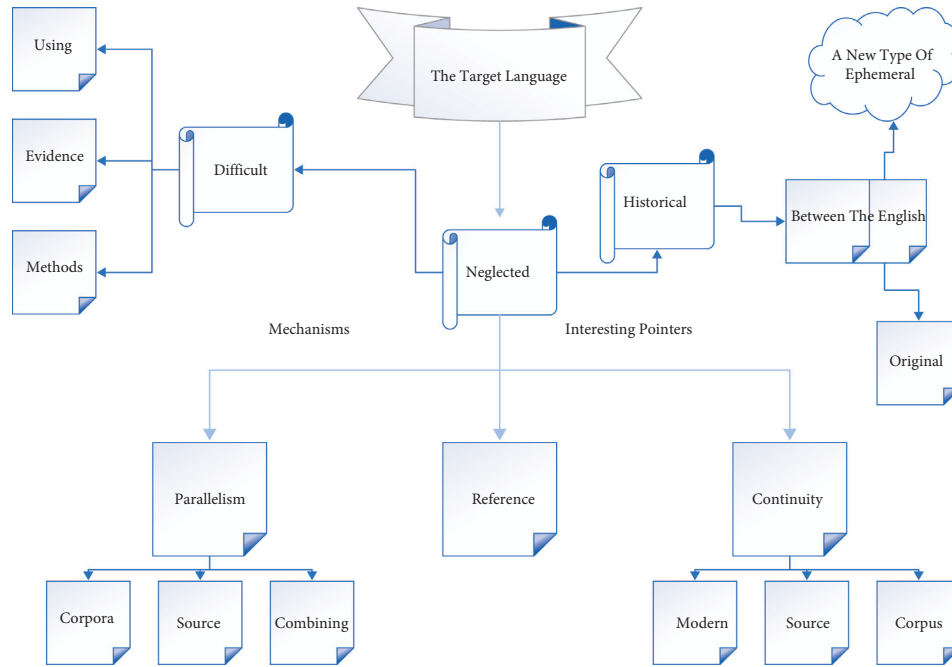 Using
The Target Language
A New Type Of
Ephemeral
Evidence
Difficult
Historical
Between The English
Methods
Neglected
Mechanisms
Interesting Pointers
Original
Parallelism
Reference
Continuity
Corpora
Source
Combining
Modern
Source
Corpus